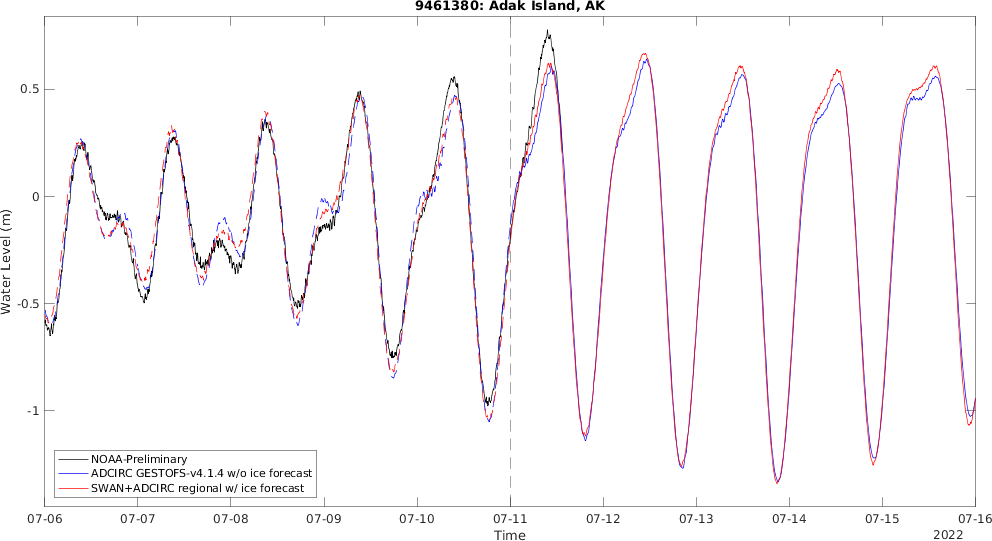 9461380: Adak Island, AK
0.5
0
-0.5
-1
Water Level (m)
NOAA-Preliminary
ADCIRC GESTOFS-v4.1.4 w/o ice forecast
SWAN+ADCIRC regional w/ ice forecast
07-06 07-07 07-08 07-09 07-10 07-11 07-12 07-13 07-14 07-15 07-16
Time
2022